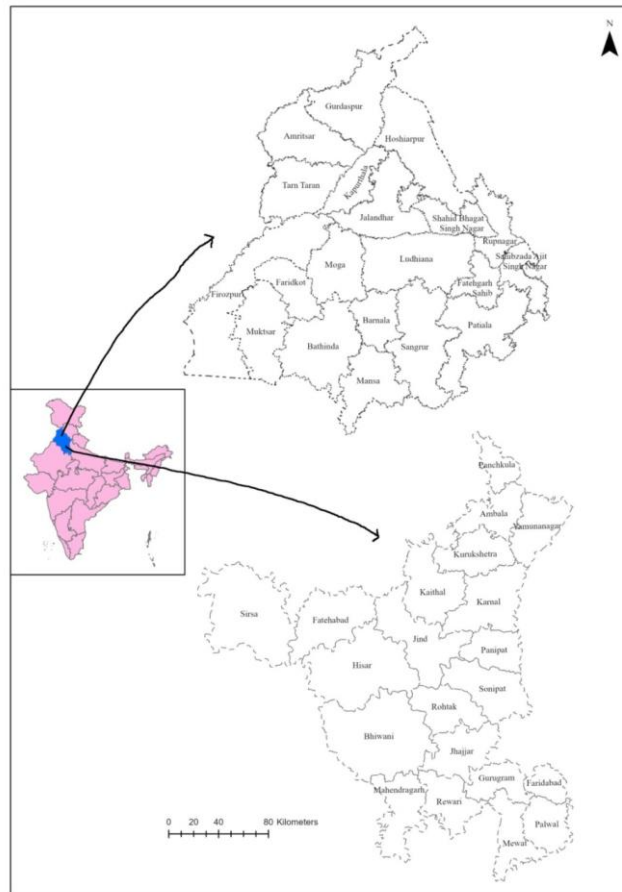 N
Gurdaspur
Amritsar
Hoshiarpur
Tarn Taran
Kapurthala
Jalandhar
Shahid Bhagat
Singh Nagar
Rupnagar
Sahibzada Ajit
Singh Nagar
Moga
Ludhiana
Faridkot
Firozpur
Fatehgarh
Sahib
Muktsar
Barnala
Patiala
Bathinda
Sangrur
Mansa
Panchkula
Ambala
Yamunanagar
Kurukshetra
Kaithal
Karnal
Sirsa
Fatehabad
Jind
Panipat
Hisar
Sonipat
Rohtak
Bhiwani
Jhajjar
Gurugram
Faridabad
Mahendragarh
Rewari
Palwal
Mewat
0 20 40 80 Kilometers